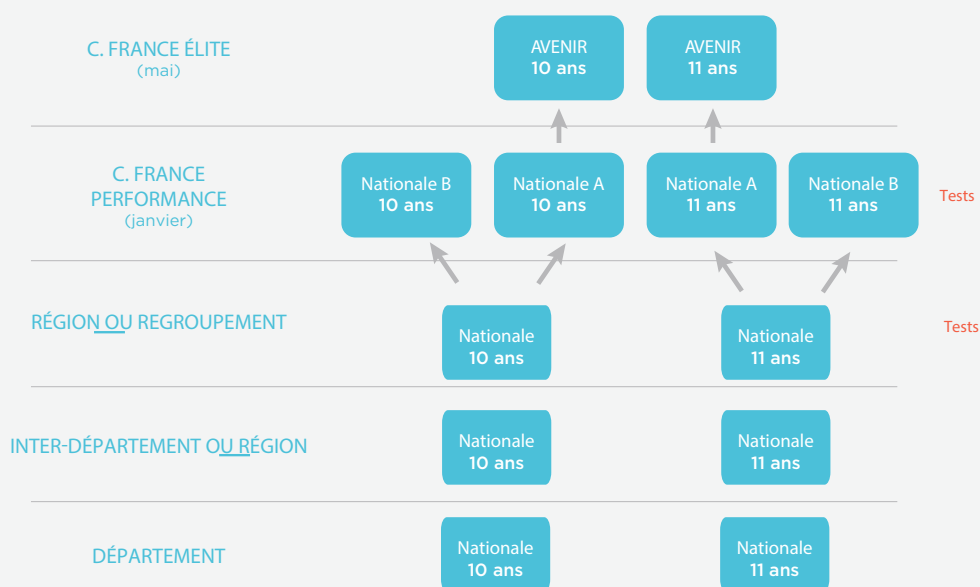 C. FRANCE ÉLITE
(mai)
AVENIR
10 ans
AVENIR
11 ans
C. FRANCE
PERFORMANCE
(janvier)
Nationale B
10 ans
Nationale A
10 ans
Nationale A
11 ans
Nationale B
11 ans
Tests
RÉGION OU REGROUPEMENT
Nationale
10 ans
Nationale
11 ans
Tests
INTER-DÉPARTEMENT OU RÉGION
Nationale
10 ans
Nationale
11 ans
DÉPARTEMENT
Nationale
10 ans
Nationale
11 ans